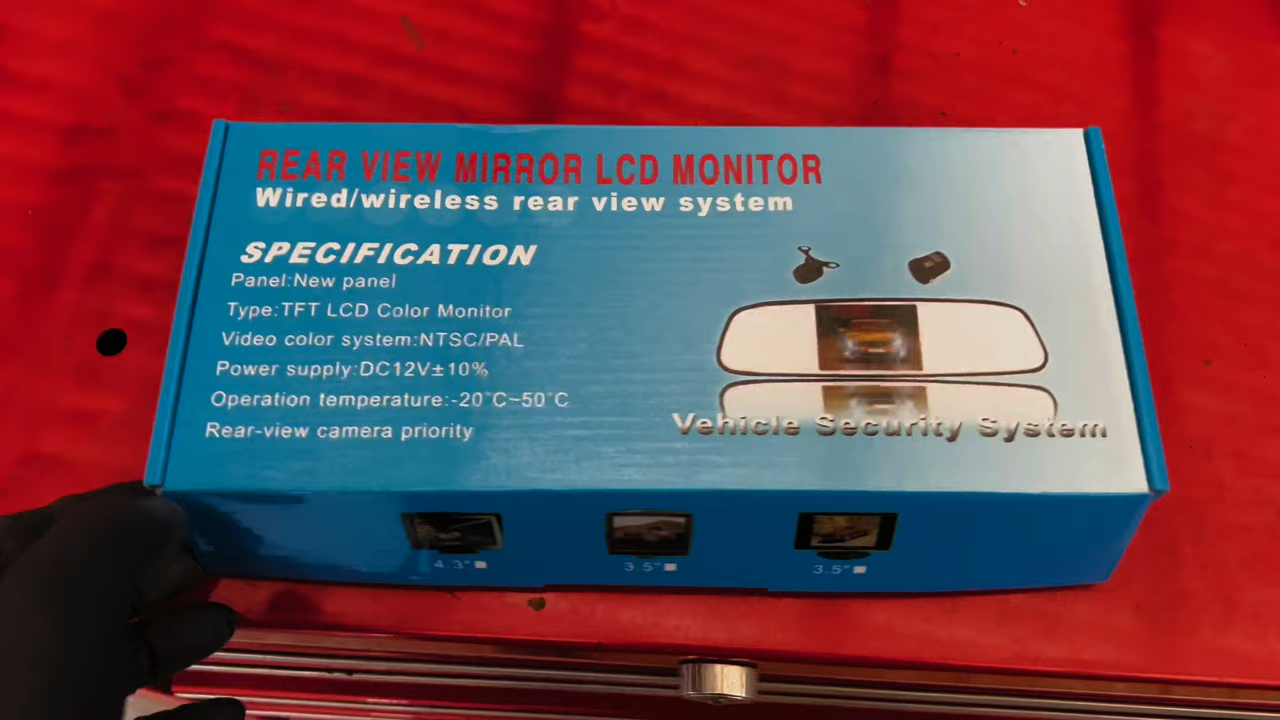 REAR VIEW MIRROR LCD MONITOR
Wired/wireless rear view system
SPECIFICATION
Panel:New panel
Type:TFT LCD Color Monitor
Video color system:NTSC/PAL
Power supply:DC12V±10%
Operation temperature:-20°C~50°C
Rear-view camera priority
Vehicle Security System
4.3"
3.5"
3.5"